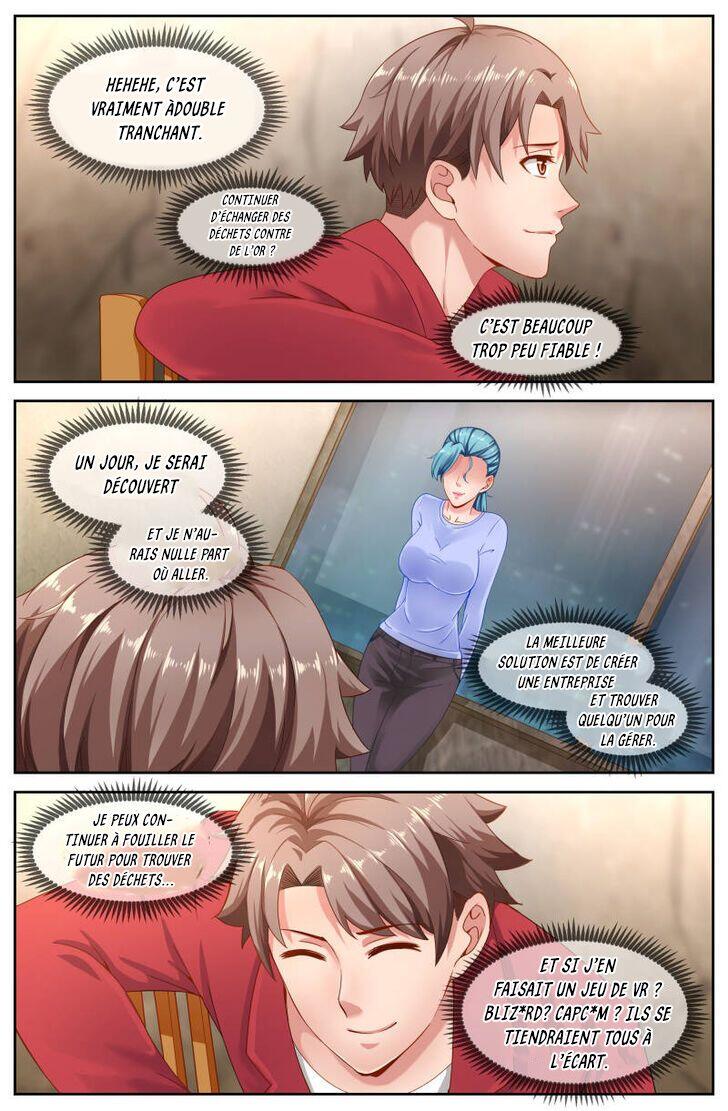 HEHEHE, C'EST
VRAIMENT ÀDOUBLE
TRANCHANT.
CONTINUER
D'ÉCHANGER DES
DÉCHETS CONTRE
DE L'OR ?
C'EST BEAUCOUP
TROP PEU FIABLE !
UN JOUR, JE SERAI
DÉCOUVERT
ET JE N'AU-
RAIS NULLE PART
OÙ ALLER.
LA MEILLEURE
SOLUTION EST DE CRÉER
UNE ENTREPRISE
ET TROUVER
QUELQU'UN POUR
LA GÉRER.
JE PEUX CON-
TINUER À FOUILLER LE
FUTUR POUR TROUVER
DES DÉCHETS...
ET SI J'EN
FAISAIT UN JEU DE VR ?
BLIZ*RD? CAPC*M ? ILS SE
TIENDRAIENT TOUS À
L'ÉCART.